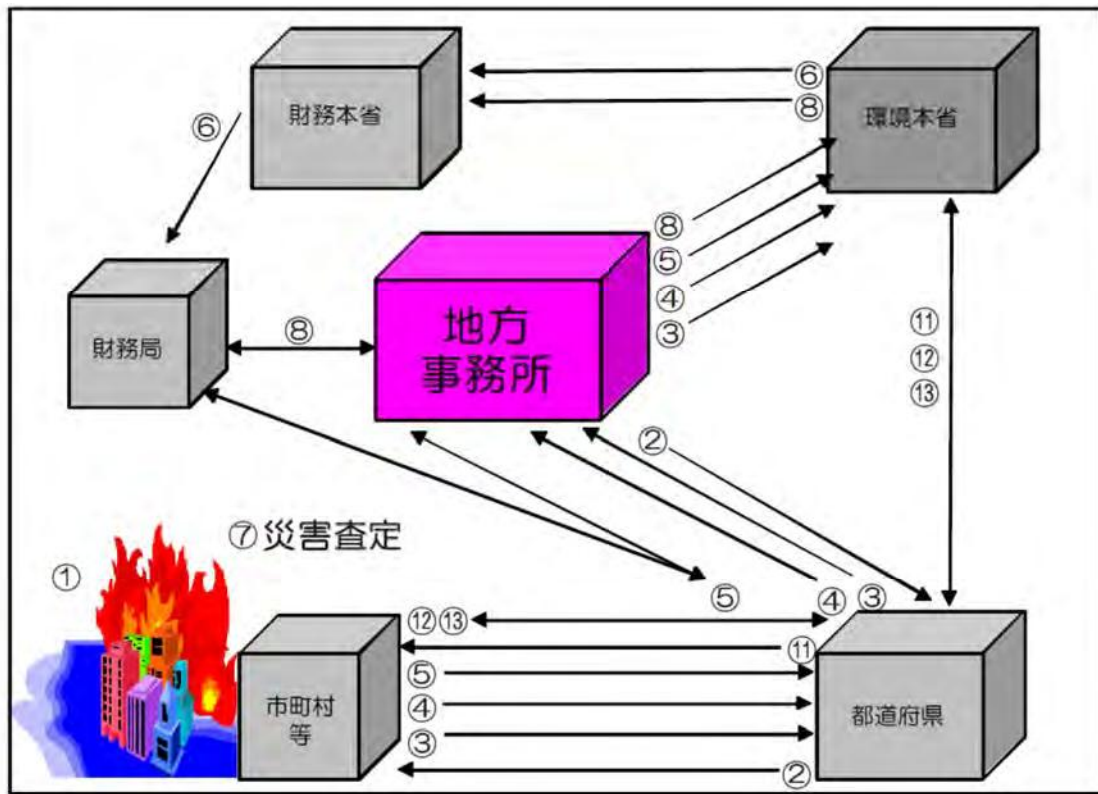 財務本省
⑥
⑧
環境本省
⑥
⑧
⑤
④
③
財務局
⑧
地方
事務所
⑪
⑫
⑬
②
⑦災害査定
①
⑤
④
③
⑫⑬
⑪
⑤
④
③
②
市町村
等
都道府県